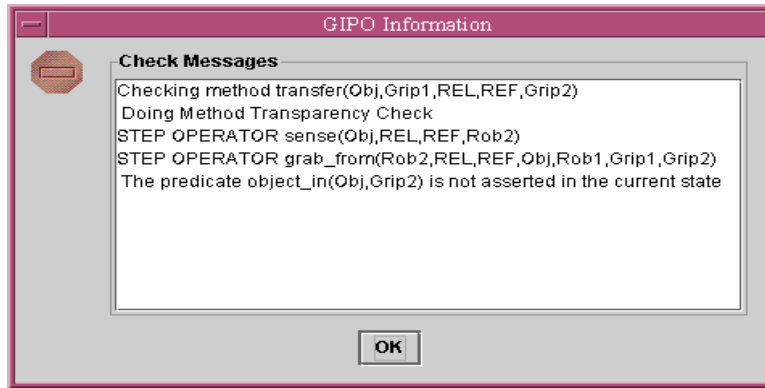 GIPO Information
Check Messages
Checking method transfer(Obj,Grip1,REL,REF,Grip2)
Doing Method Transparency Check
STEP OPERATOR sense(Obj,REL,REF,Rob2)
STEP OPERATOR grab_from(Rob2,REL,REF,Obj,Rob1,Grip1,Grip2)
The predicate object_in(Obj,Grip2) is not asserted in the current state
OK